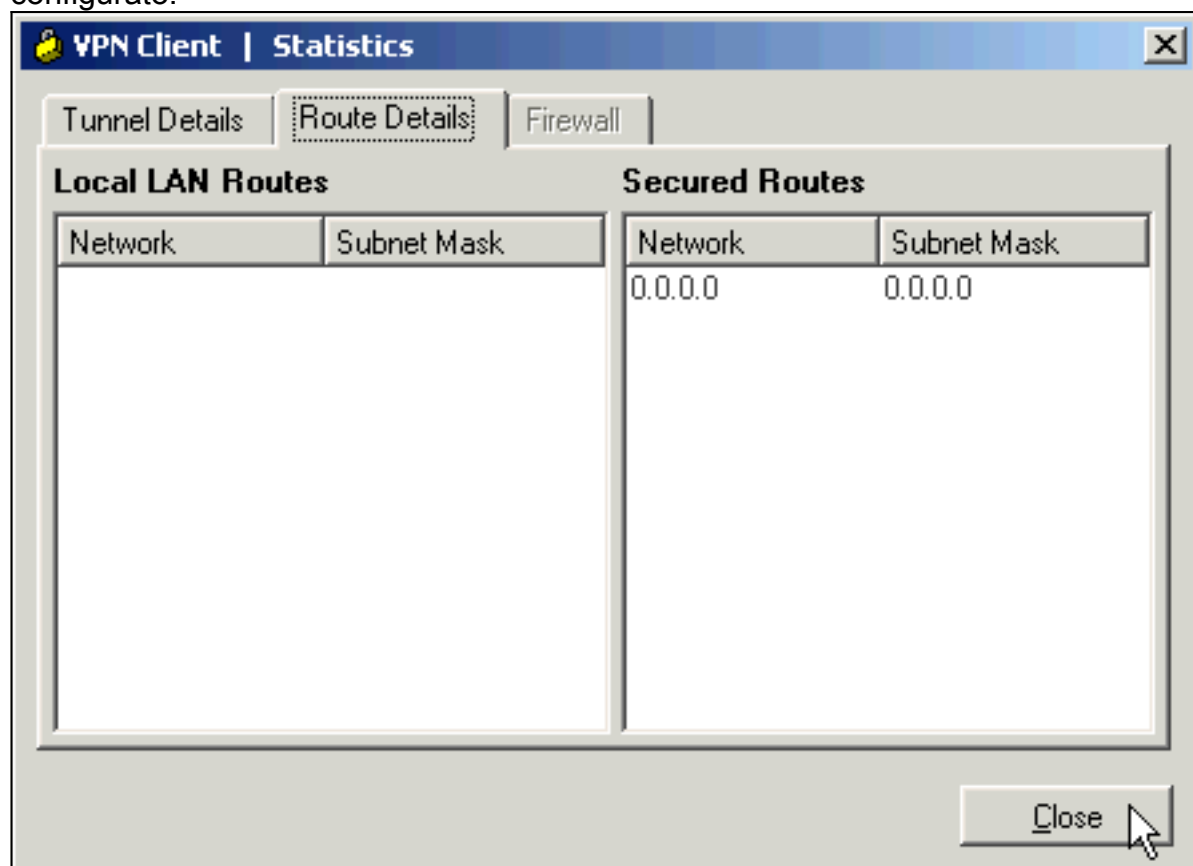 configurato.
VPN Client | Statistics
Tunnel Details Route Details Firewall
Local LAN Routes Secured Routes
Network Subnet Mask Network Subnet Mask
0.0.0.0 0.0.0.0
Close